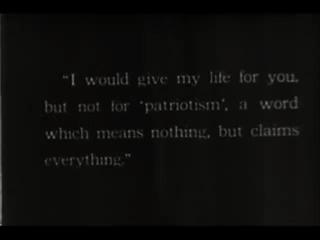 "I would give my life for you,
but not for 'patriotism', a word
which means nothing, but claims
everything."